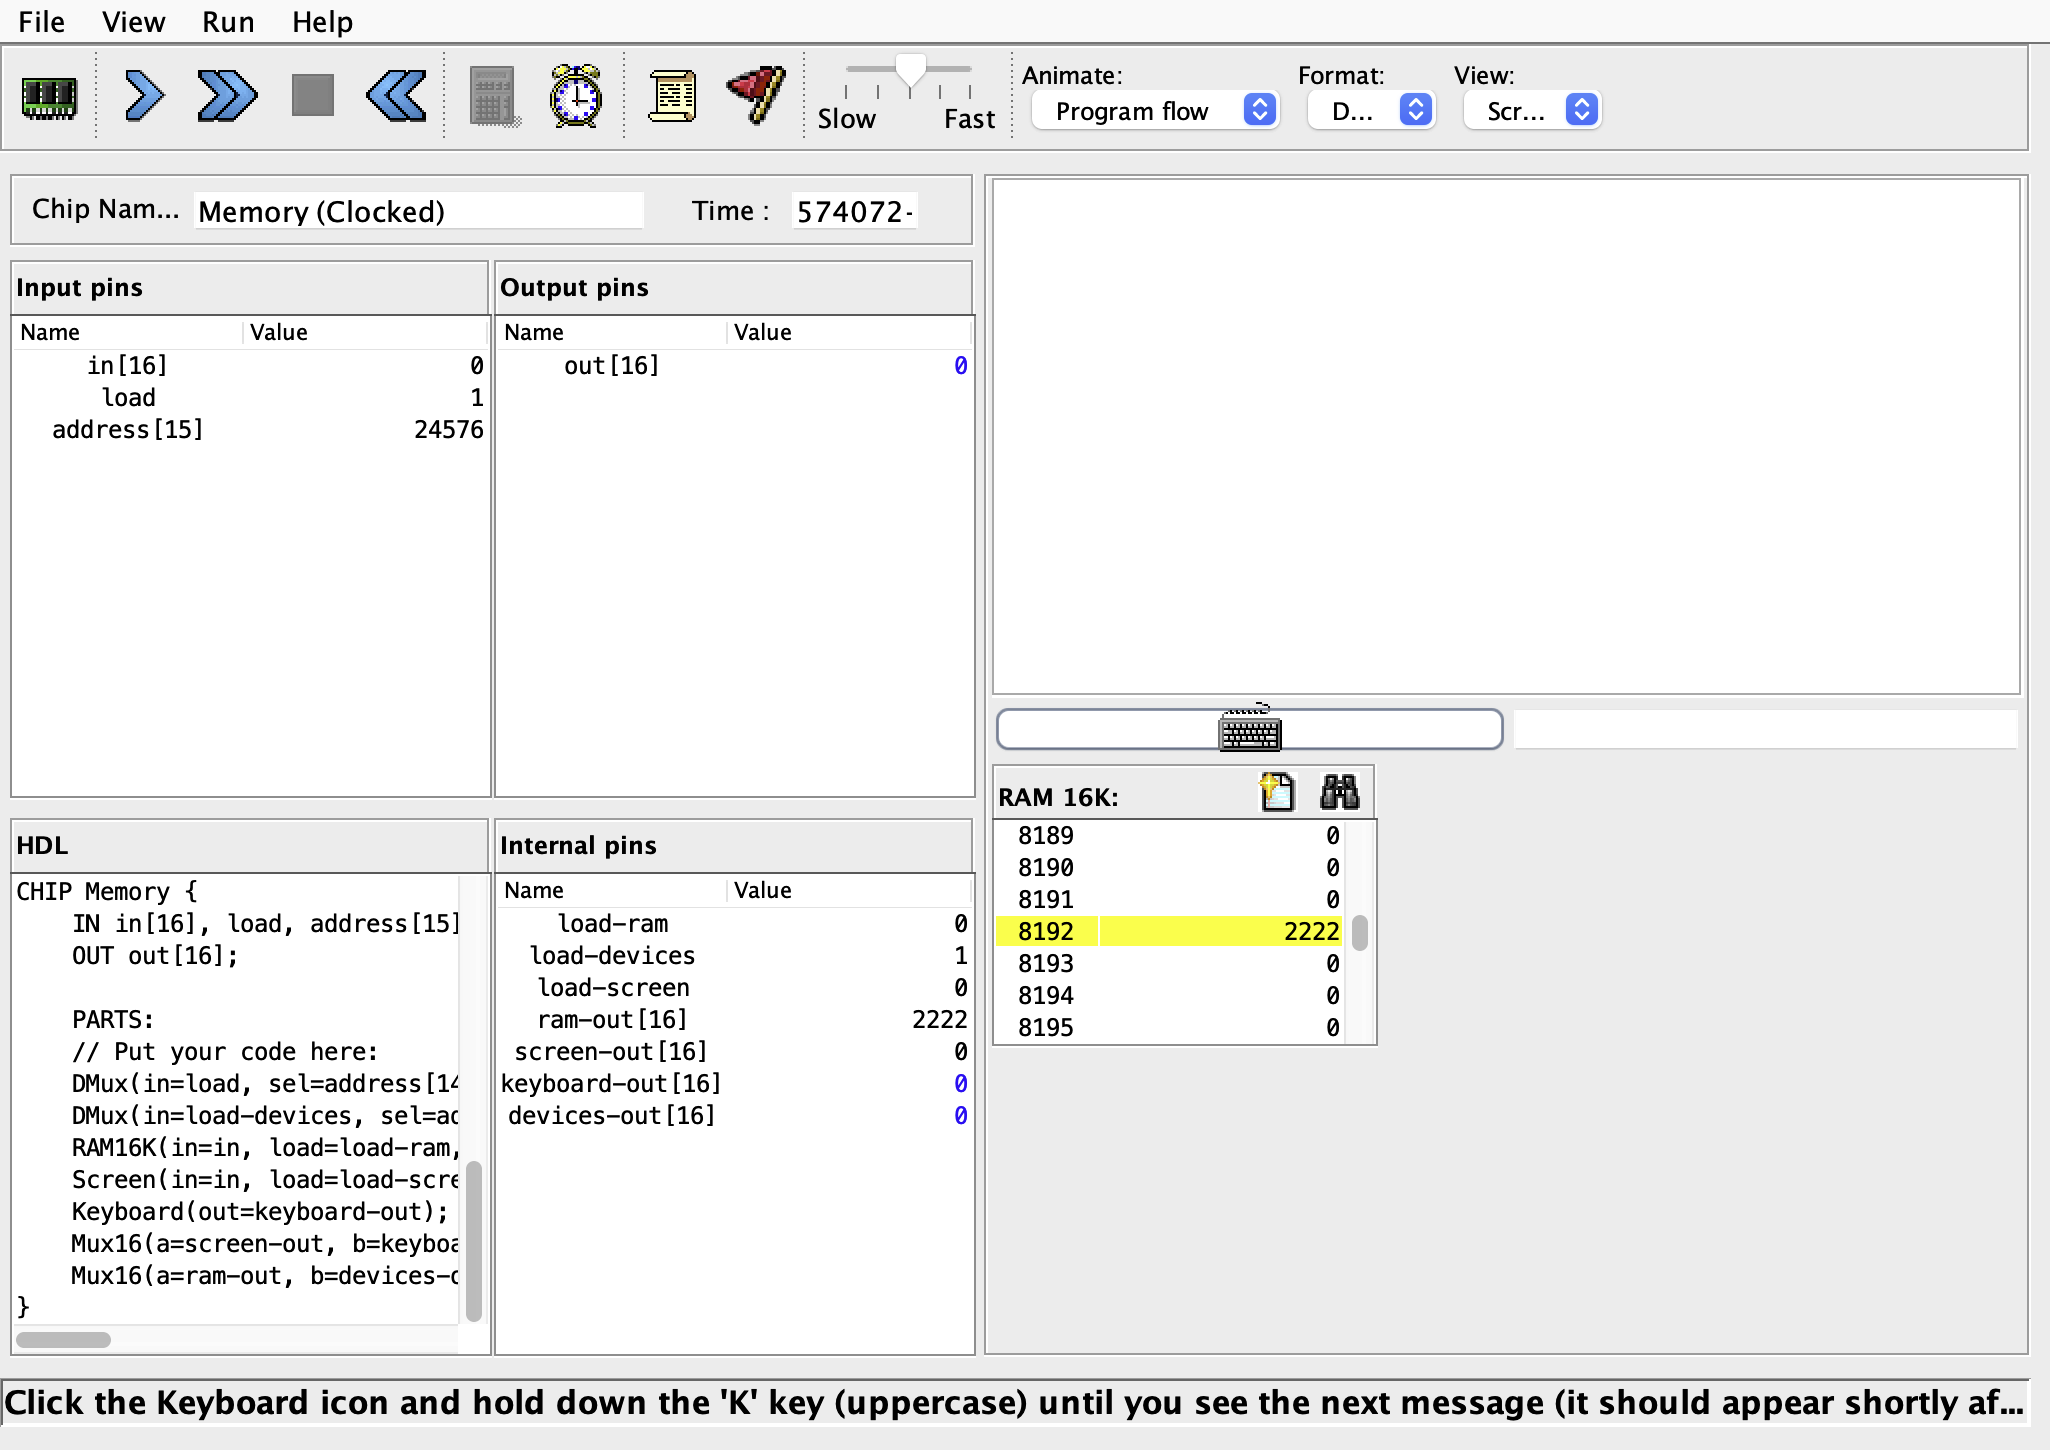 File View Run Help
Animate: Format: View:
Slow Fast Program flow D... Scr...
Chip Nam... Memory (Clocked) Time : 574072-
Input pins
Name Value
in[16] 0
load 1
address[15] 24576
Output pins
Name Value
out[16] 0
HDL
CHIP Memory {
IN in[16], load, address[15]
OUT out[16];
PARTS:
// Put your code here:
DMux(in=load, sel=address[14
DMux(in=load-devices, sel=ad
RAM16K(in=in, load=load-ram,
Screen(in=in, load=load-scre
Keyboard(out=keyboard-out);
Mux16(a=screen-out, b=keyboa
Mux16(a=ram-out, b=devices-o
}
Internal pins
Name Value
load-ram 0
load-devices 1
load-screen 0
ram-out[16] 2222
screen-out[16] 0
keyboard-out[16] 0
devices-out[16] 0
RAM 16K:
8189 0
8190 0
8191 0
8192 2222
8193 0
8194 0
8195 0
Click the Keyboard icon and hold down the 'K' key (uppercase) until you see the next message (it should appear shortly af...